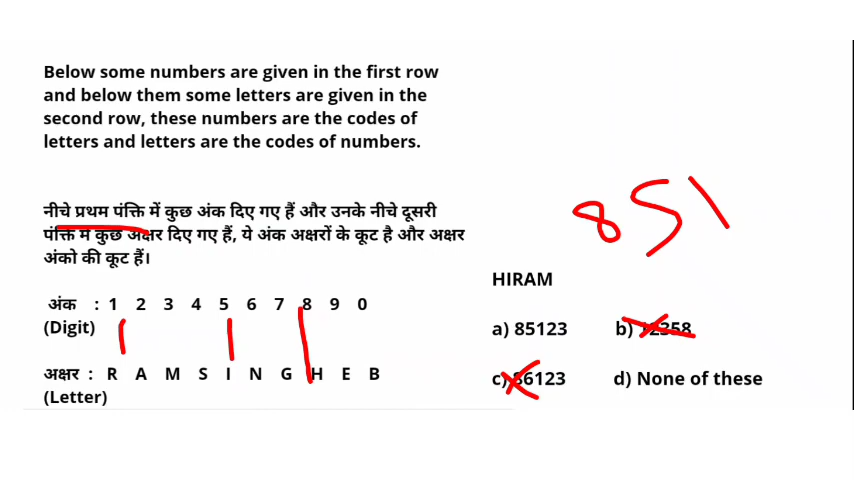 Below some numbers are given in the first row
and below them some letters are given in the
second row, these numbers are the codes of
letters and letters are the codes of numbers.
नीचे प्रथम पंक्ति में कुछ अंक दिए गए हैं और उनके नीचे दूसरी
पंक्ति में कुछ अक्षर दिए गए हैं, ये अंक अक्षरों के कूट है और अक्षर
अंको की कूट हैं।
अंक : 1 2 3 4 5 6 7 8 9 0
(Digit)
अक्षर : R A M S I N G H E B
(Letter)
851
HIRAM
a) 85123 b) 12358
c) 86123 d) None of these